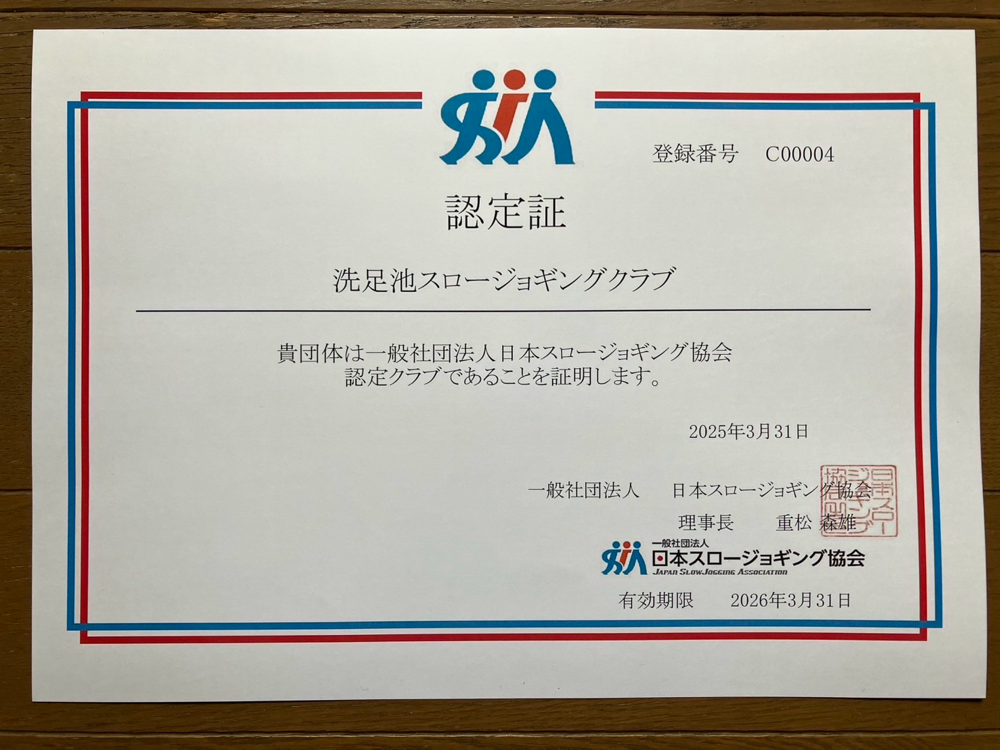 登録番号 C00004
認定証
洗足池スロージョギングクラブ
貴団体は一般社団法人日本スロージョギング協会
認定クラブであることを証明します。
2025年3月31日
一般社団法人 日本スロージョギング協会
理事長 重松 森雄
一般社団法人
日本スロージョギング協会
JAPAN SLOW JOGGING ASSOCIATION
有効期限 2026年3月31日